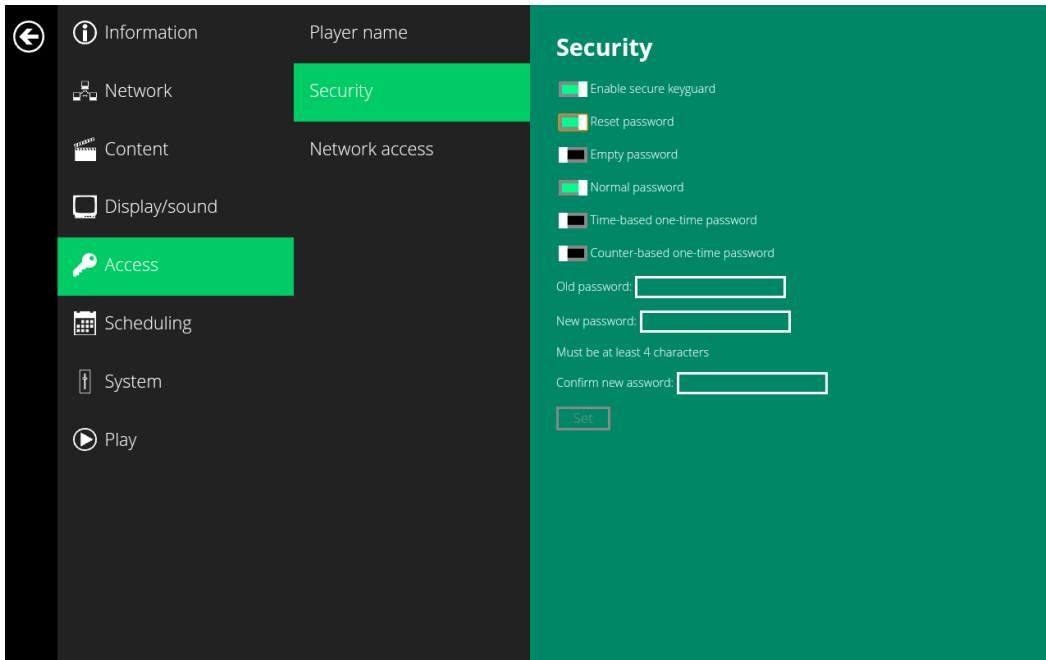 Information
Network
Content
Display/sound
Access
Scheduling
System
Play
Player name
Security
Network access
Security
Enable secure keyguard
Reset password
Empty password
Normal password
Time-based one-time password
Counter-based one-time password
Old password:
New password:
Must be at least 4 characters
Confirm new assword:
Set